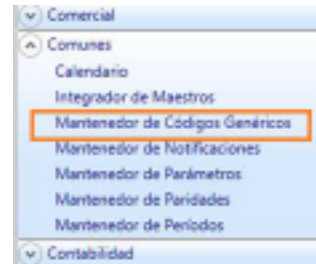 Comercial
Comunes
Calendario
Integrador de Maestros
Mantenedor de Códigos Genéricos
Mantenedor de Notificaciones
Mantenedor de Parámetros
Mantenedor de Paridades
Mantenedor de Períodos
Contabilidad